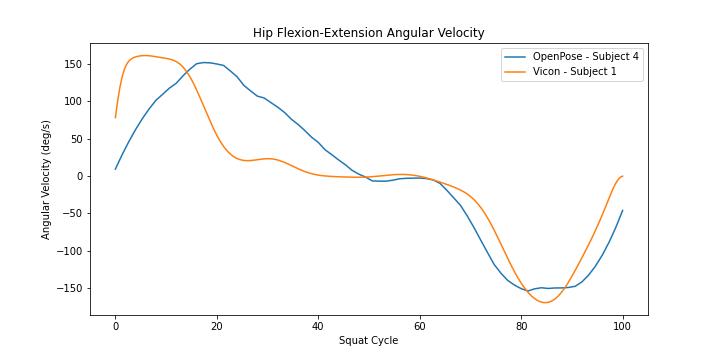 Hip Flexion-Extension Angular Velocity
OpenPose - Subject 4
Vicon - Subject 1
Angular Velocity (deg/s)
150
100
50
0
−50
−100
−150
0 20 40 60 80 100
Squat Cycle